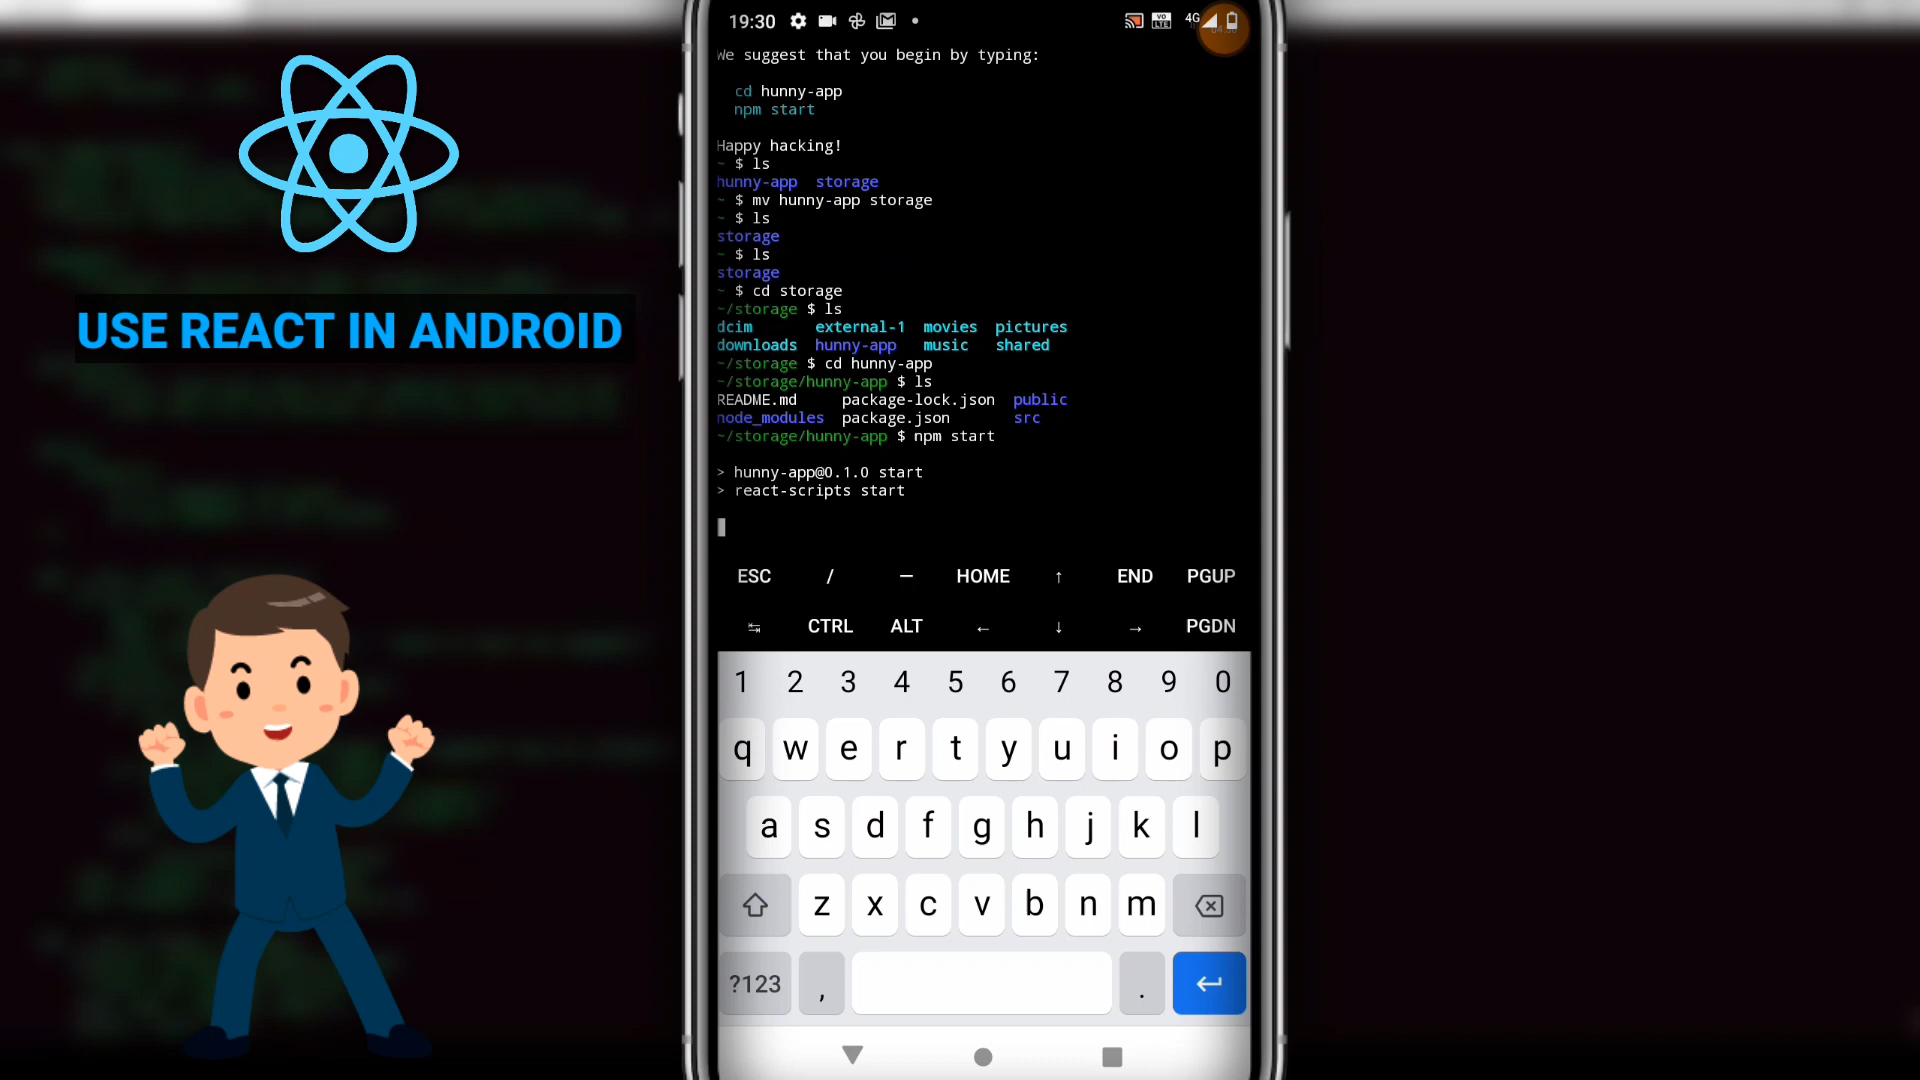 USE REACT IN ANDROID
19:30
VO LTE
4G
We suggest that you begin by typing:
cd hunny-app
npm start
Happy hacking!
~ $ ls
hunny-app storage
~ $ mv hunny-app storage
~ $ ls
storage
~ $ ls
storage
~ $ cd storage
~/storage $ ls
dcim external-1 movies pictures
downloads hunny-app music shared
~/storage $ cd hunny-app
~/storage/hunny-app $ ls
README.md package-lock.json public
node_modules package.json src
~/storage/hunny-app $ npm start
> hunny-app@0.1.0 start
> react-scripts start
ESC / — HOME ↑ END PGUP
⇆ CTRL ALT ← ↓ → PGDN
1 2 3 4 5 6 7 8 9 0
q w e r t y u i o p
a s d f g h j k l
z x c v b n m
?123 , .